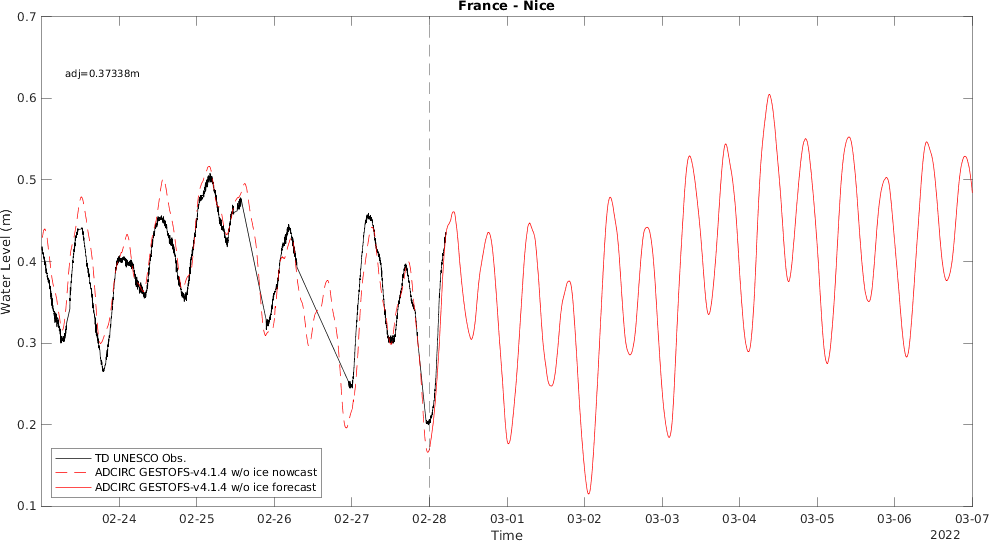 France - Nice
adj=0.37338m
Water Level (m)
0.7
0.6
0.5
0.4
0.3
0.2
0.1
TD UNESCO Obs.
ADCIRC GESTOFS-v4.1.4 w/o ice nowcast
ADCIRC GESTOFS-v4.1.4 w/o ice forecast
02-24 02-25 02-26 02-27 02-28 03-01 03-02 03-03 03-04 03-05 03-06 03-07
Time
2022